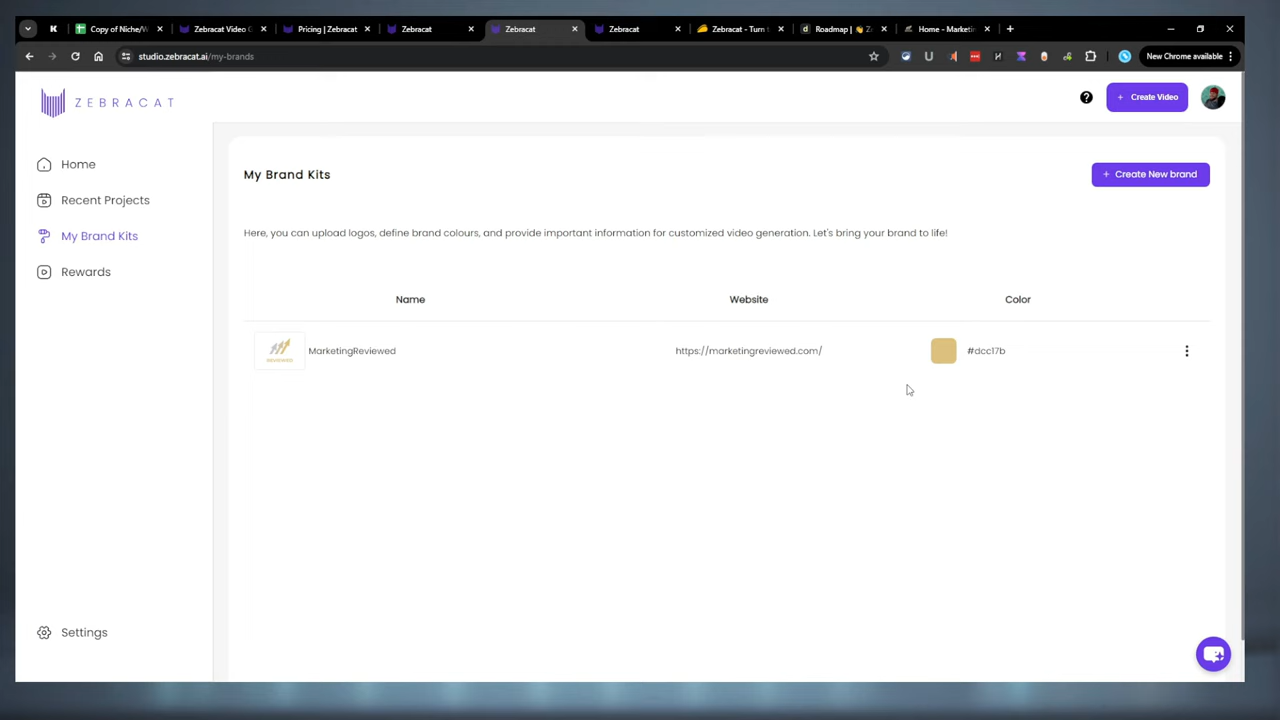 K
Copy of Niche/W
Zebracat Video G
Pricing | Zebracat
Zebracat
Zebracat
Zebracat
Zebracat - Turn t
Roadmap |
Home - Marketin
studio.zebracat.ai/my-brands
New Chrome available
ZEBRACAT
?
+ Create Video
Home
Recent Projects
My Brand Kits
Rewards
Settings
My Brand Kits
+ Create New brand
Here, you can upload logos, define brand colours, and provide important information for customized video generation. Let's bring your brand to life!
Name
Website
Color
REVIEWED
MarketingReviewed
https://marketingreviewed.com/
#dcc17b